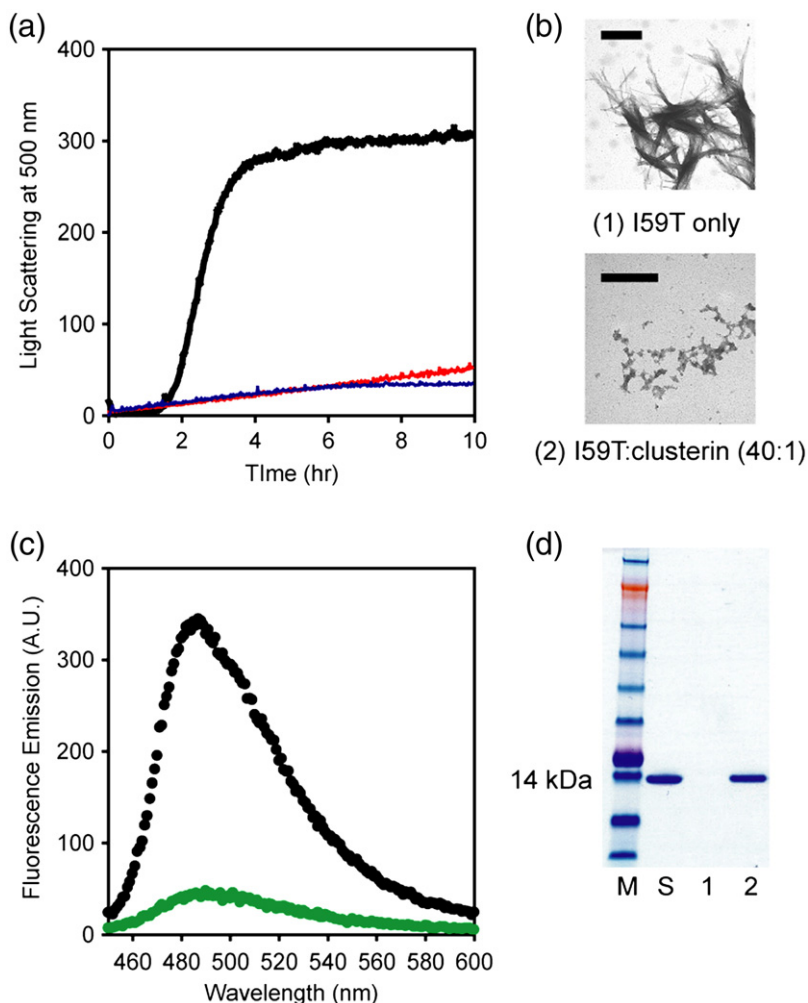 (a)
400
300
200
100
0
Light Scattering at 500 nm
0 2 4 6 8 10
TIme (hr)
(b)
(1) I59T only
(2) I59T:clusterin (40:1)
(c)
400
300
200
100
0
Fluorescence Emission (A.U.)
460 480 500 520 540 560 580 600
Wavelength (nm)
(d)
14 kDa
M S 1 2